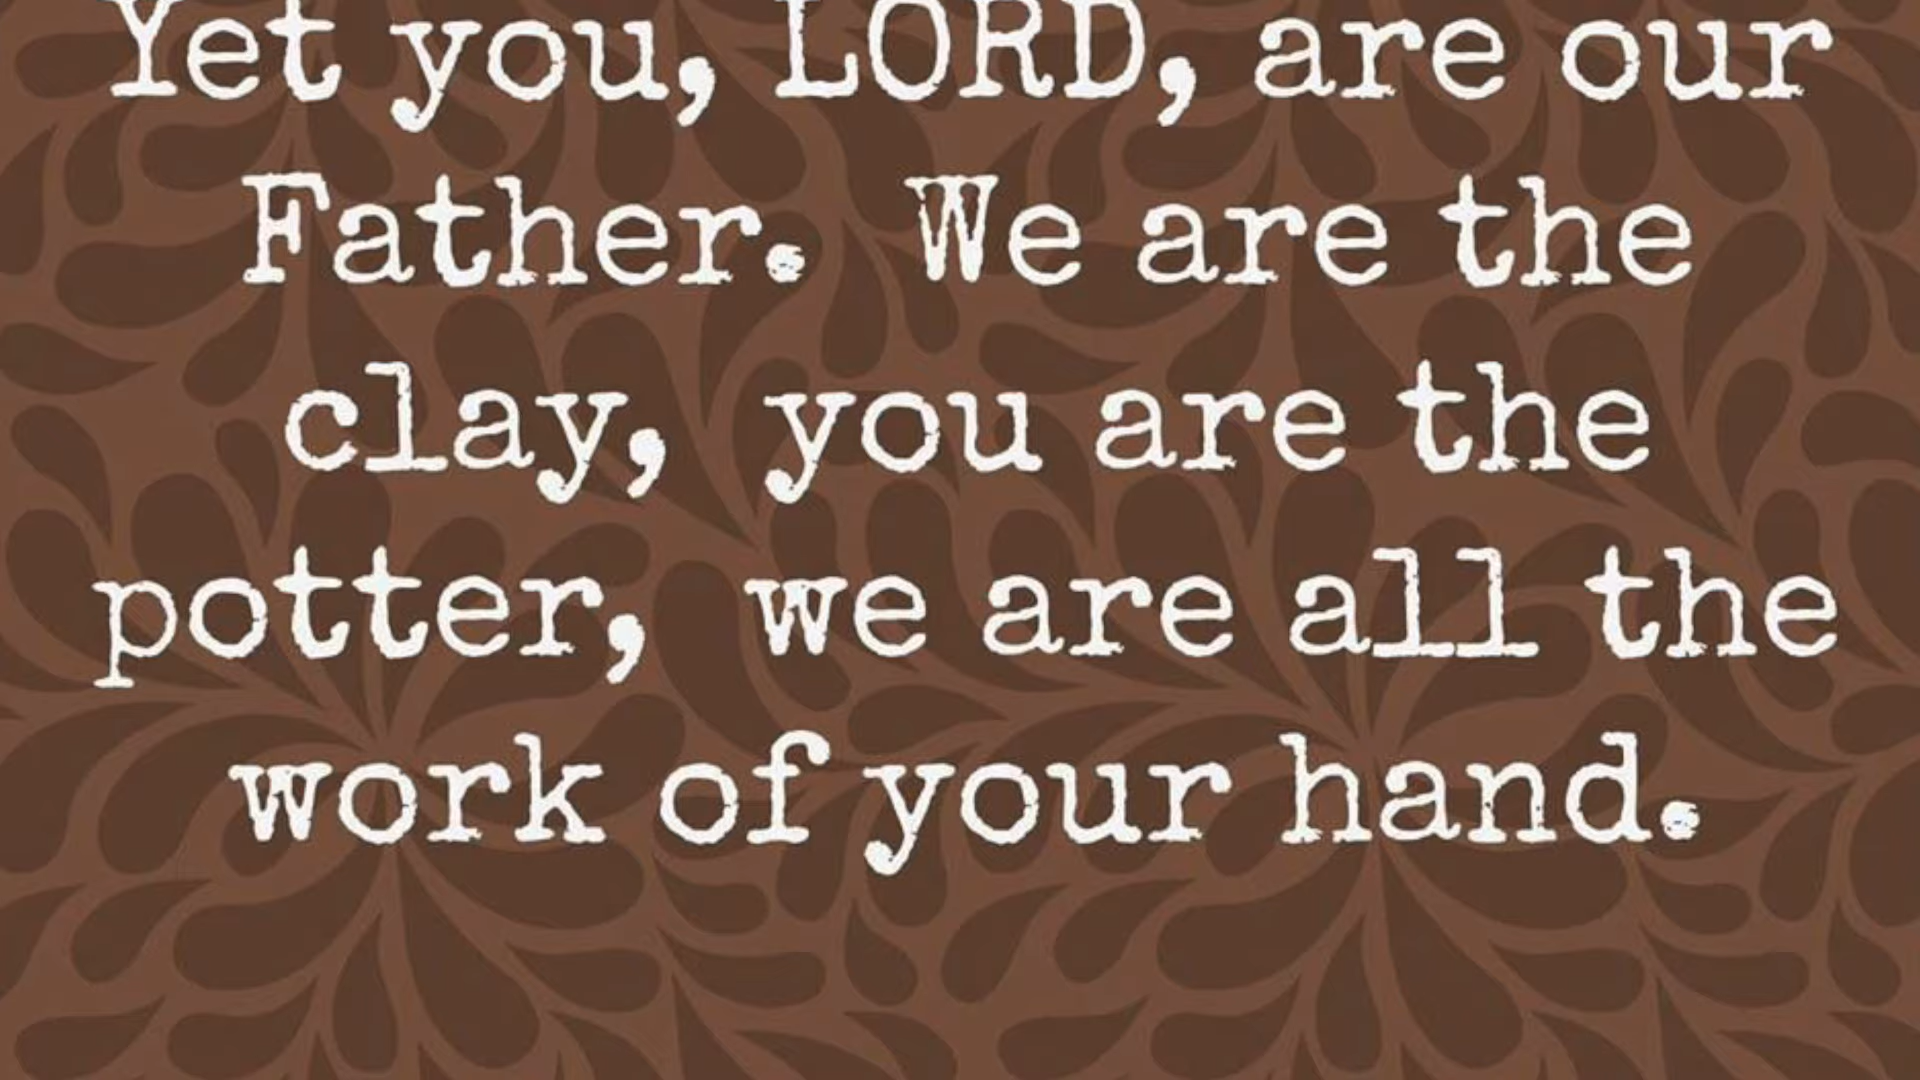 Yet you, LORD, are our
Father. We are the
clay, you are the
potter, we are all the
work of your hand.